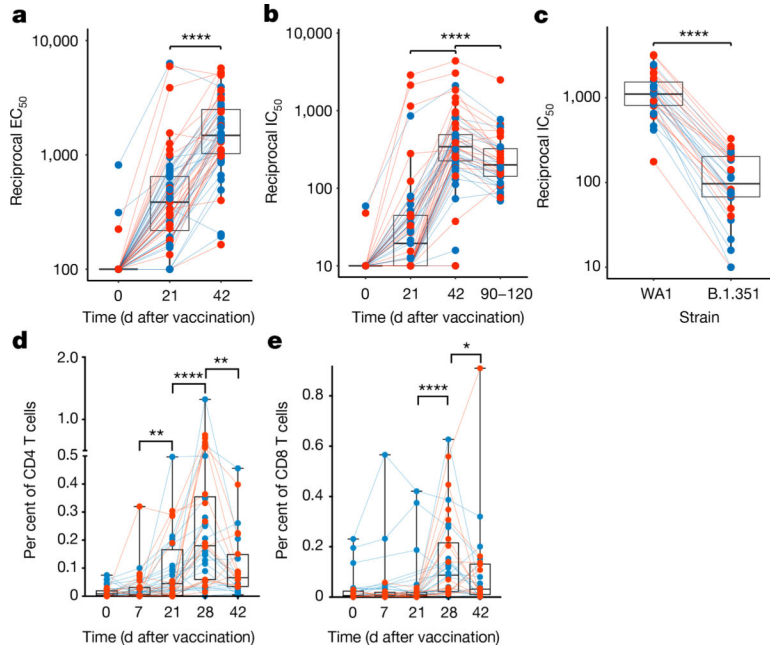 a
****
10,000
1,000
100
Reciprocal EC50
0 21 42
Time (d after vaccination)
b
****
10,000
1,000
100
10
Reciprocal IC50
0 21 42 90–120
Time (d after vaccination)
c
****
1,000
100
10
Reciprocal IC50
WA1 B.1.351
Strain
d
**
****
**
2.0
1.0
0.5
0.4
0.3
0.2
0.1
0
Per cent of CD4 T cells
0 7 21 28 42
Time (d after vaccination)
e
*
****
0.8
0.6
0.4
0.2
0
Per cent of CD8 T cells
0 7 21 28 42
Time (d after vaccination)